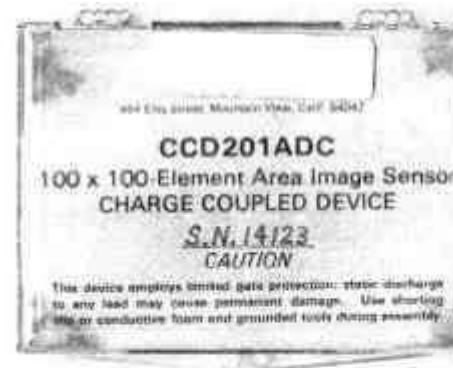 464 Ellis Street, Mountain View, Calif. 94042
CCD201ADC
100 x 100-Element Area Image Sensor
CHARGE COUPLED DEVICE
S.N. 14123
CAUTION
This device employs limited gate protection; static discharge
to any lead may cause permanent damage. Use shorting
clip or conductive foam and grounded tools during assembly.